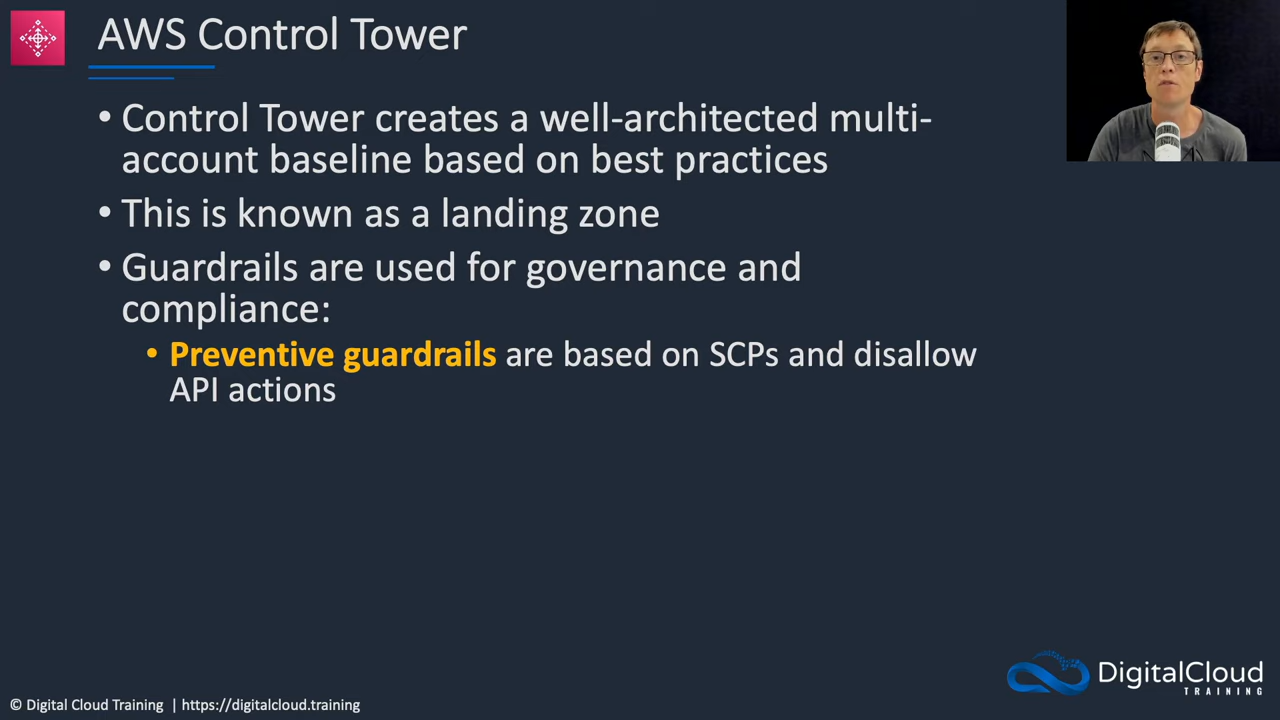 AWS Control Tower
• Control Tower creates a well-architected multi-
account baseline based on best practices
• This is known as a landing zone
• Guardrails are used for governance and
compliance:
• Preventive guardrails are based on SCPs and disallow
API actions
DigitalCloud
TRAINING
© Digital Cloud Training | https://digitalcloud.training